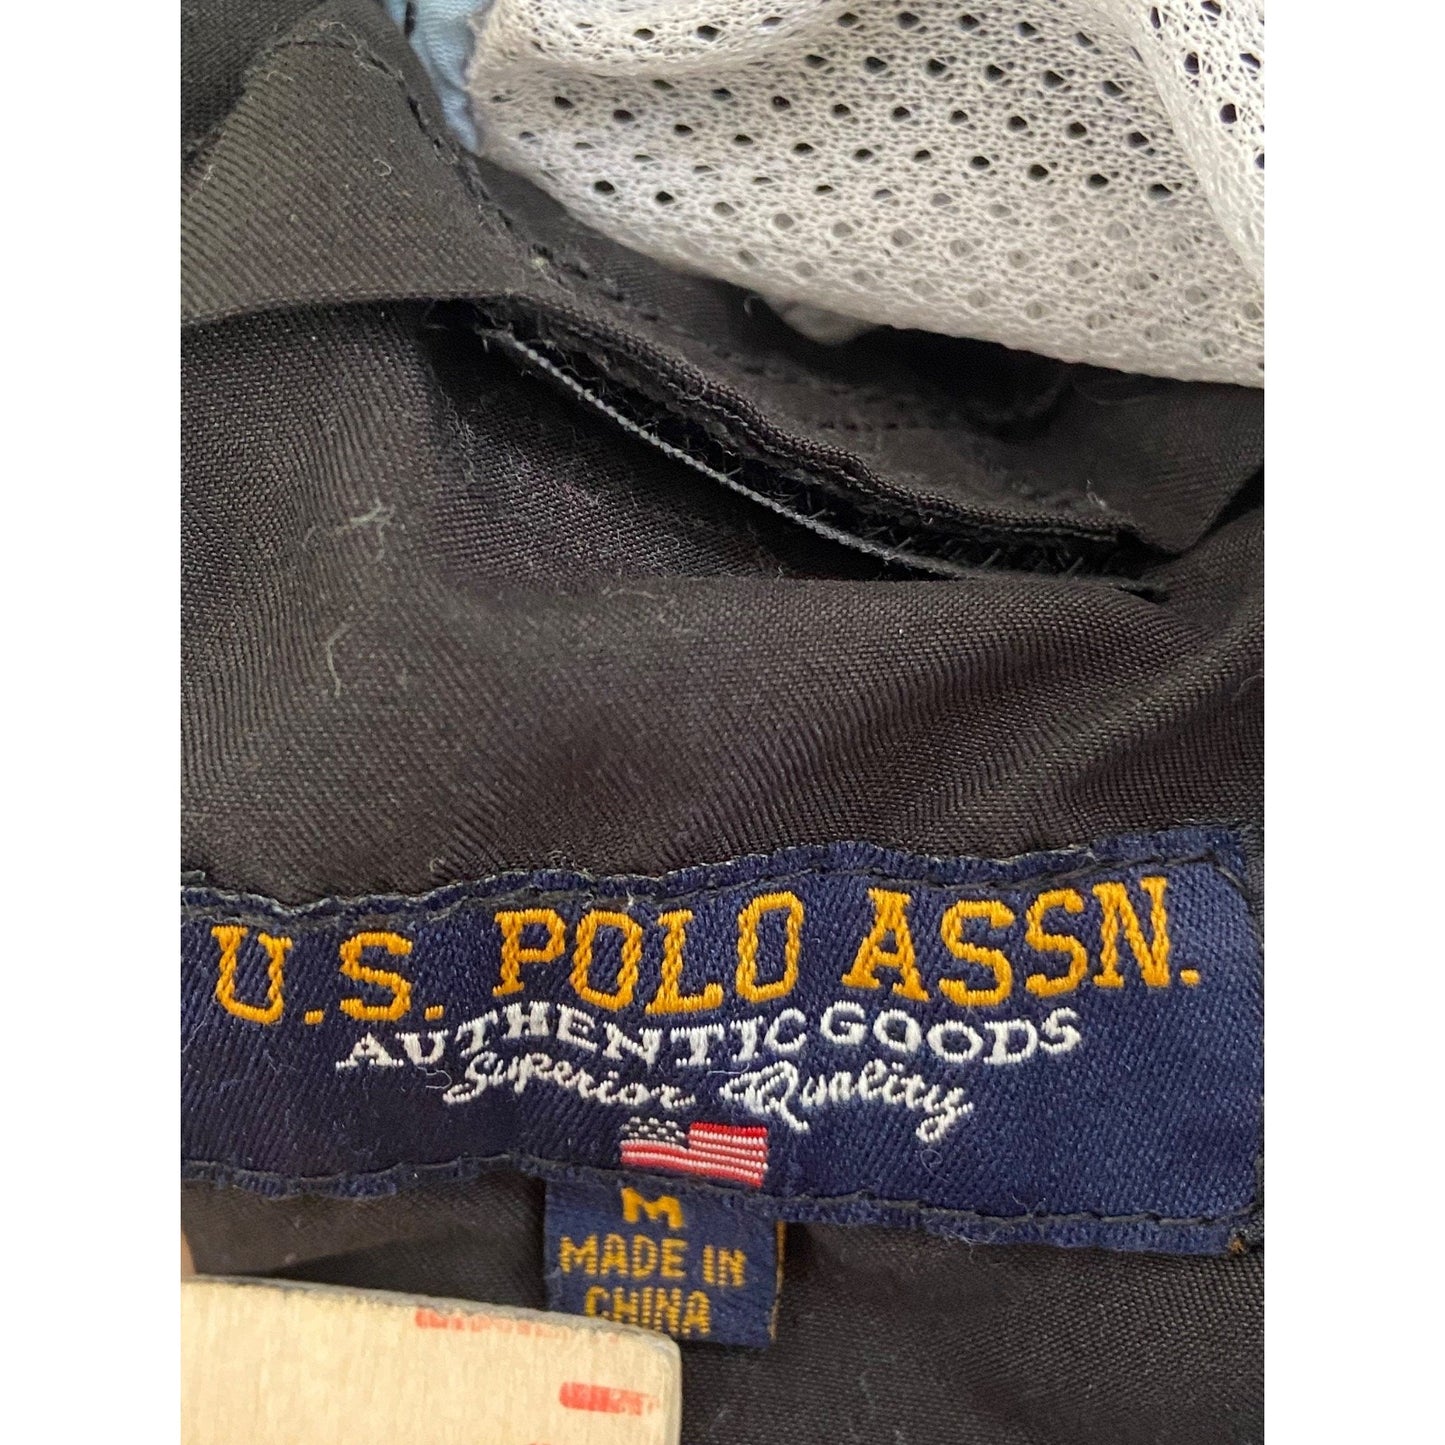 U.S. POLO ASSN.
AUTHENTIC GOODS
Superior Quality
M
MADE IN
CHINA